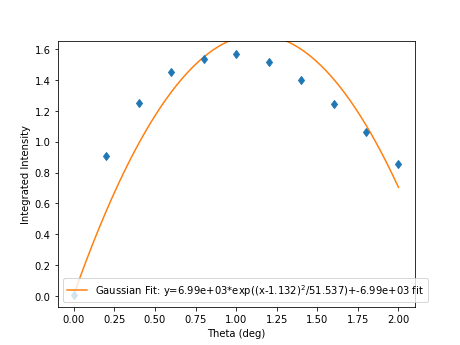 1.6
1.4
1.2
1.0
0.8
0.6
0.4
0.2
0.0
Integrated Intensity
Gaussian Fit: y=6.99e+03*exp((x-1.132)²/51.537)+-6.99e+03 fit
0.00 0.25 0.50 0.75 1.00 1.25 1.50 1.75 2.00
Theta (deg)